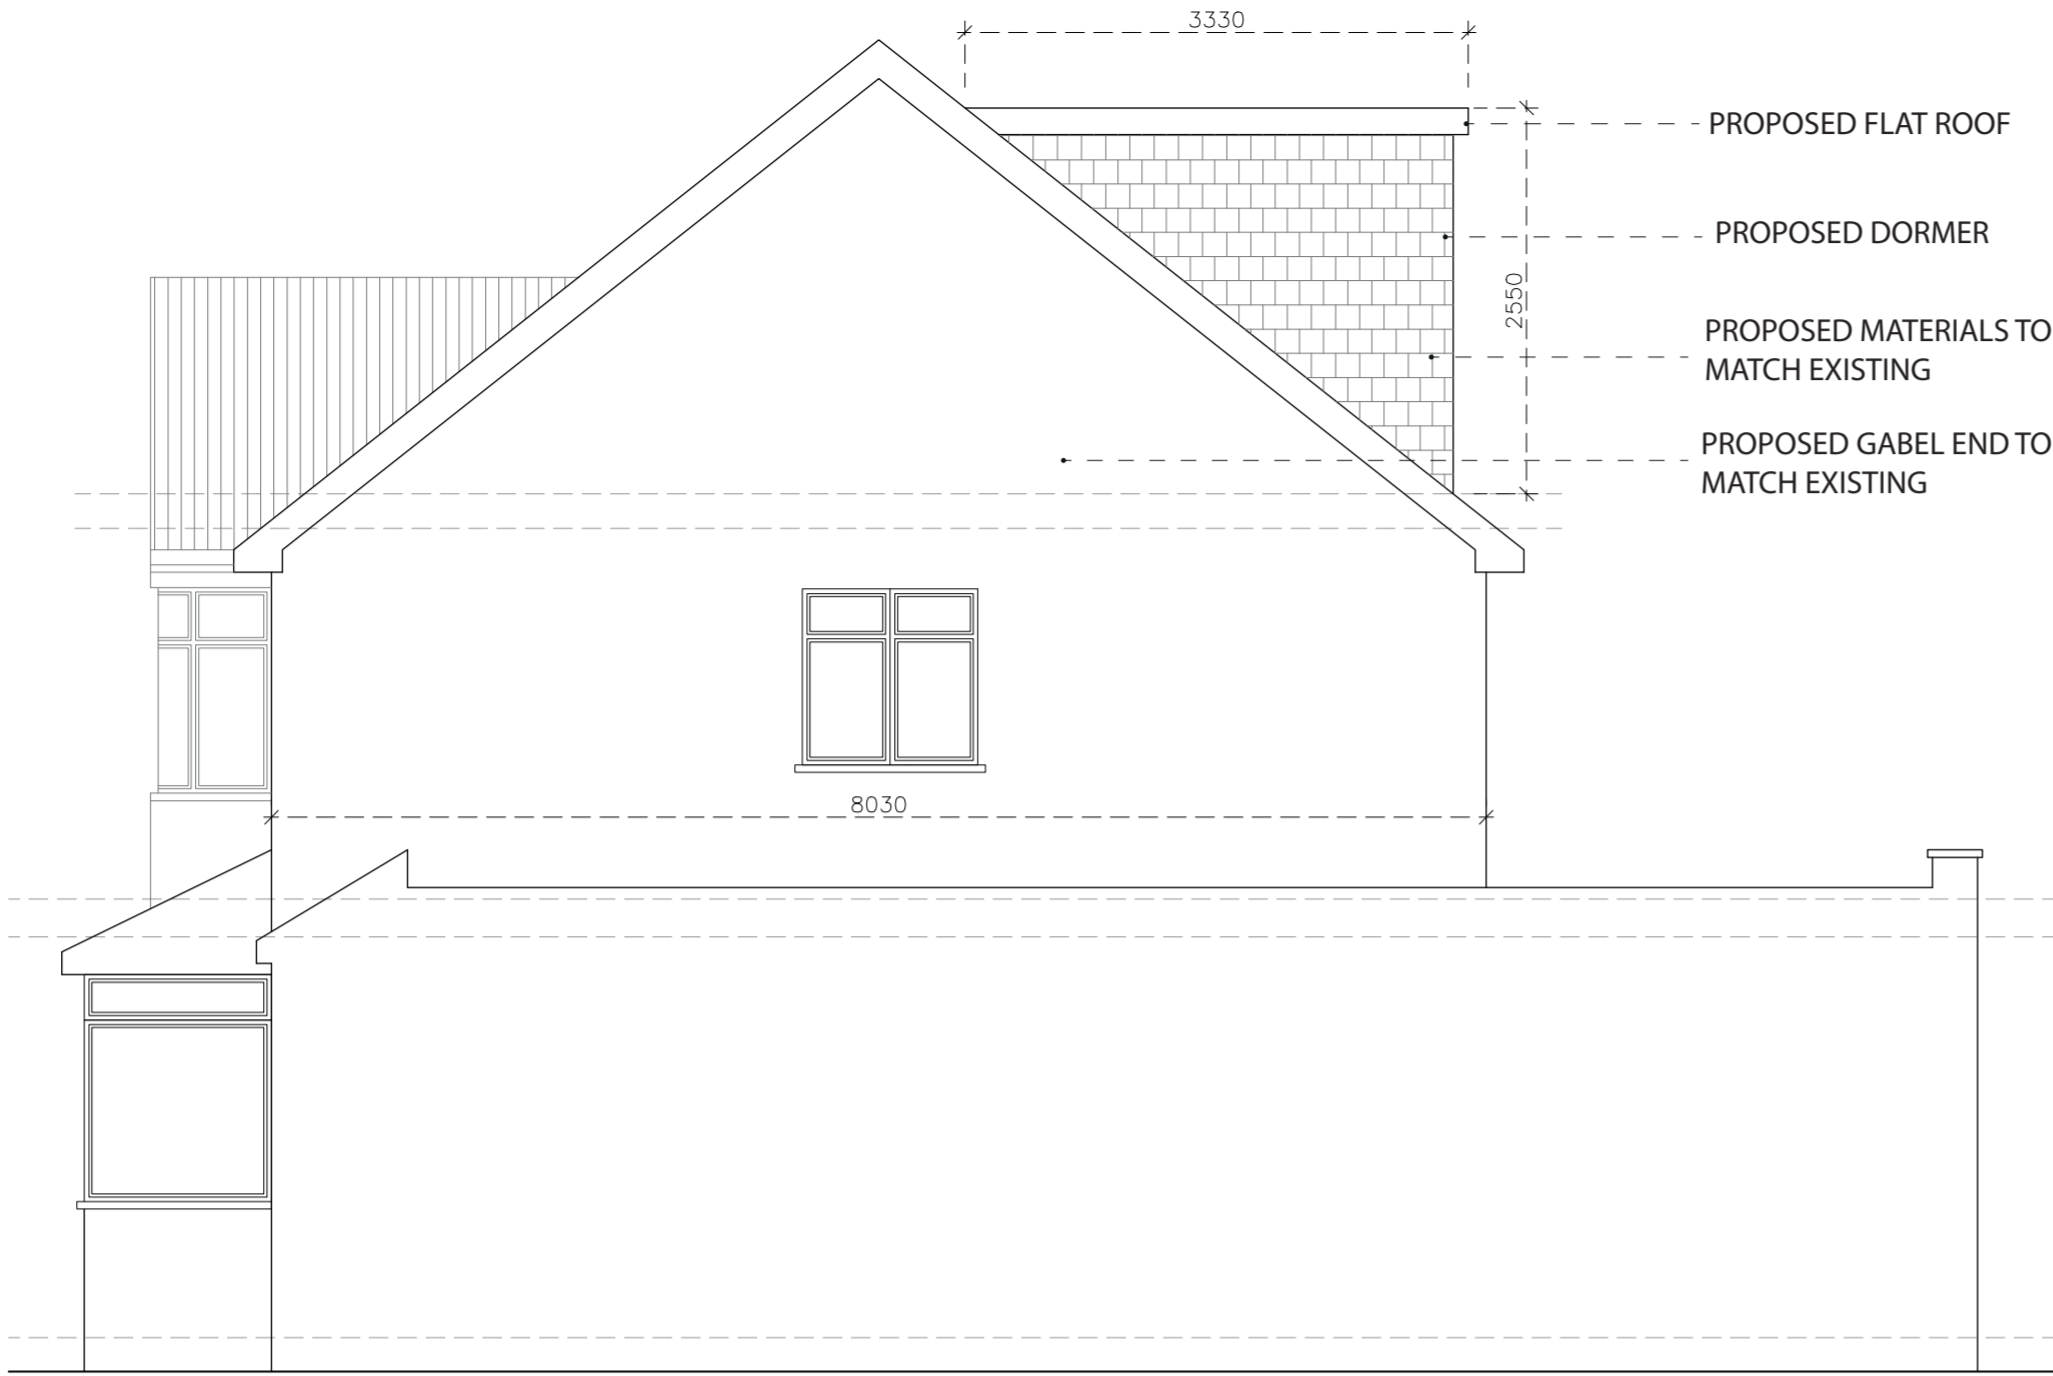 3330
PROPOSED FLAT ROOF
PROPOSED DORMER
2550
PROPOSED MATERIALS TO
MATCH EXISTING
PROPOSED GABEL END TO
MATCH EXISTING
8030